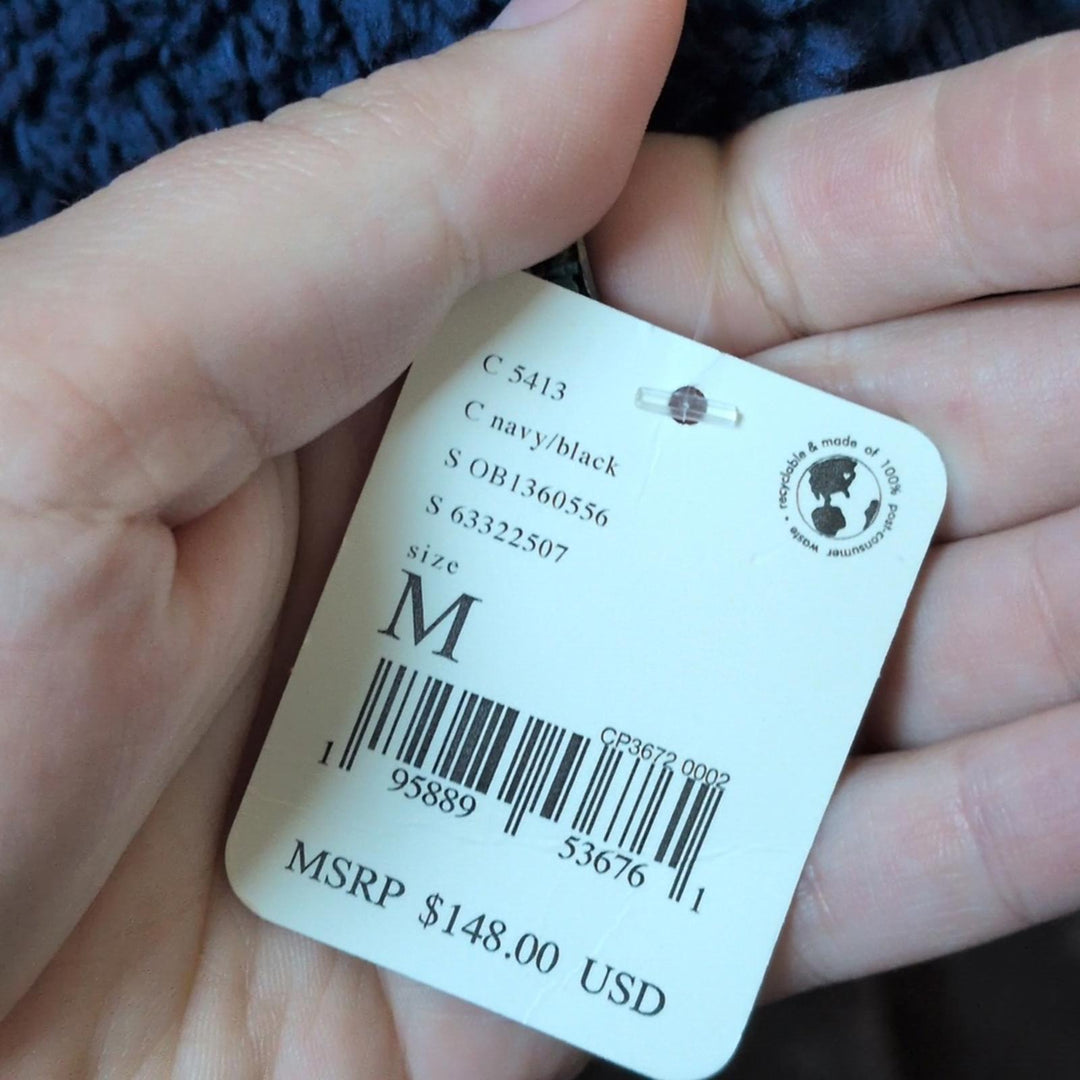 C 5413
C navy/black
S OB1360556
S 63322507
size
M
recyclable & made of 100% post-consumer waste •
CP3672 0002
1 95889 53676 1
MSRP $148.00 USD